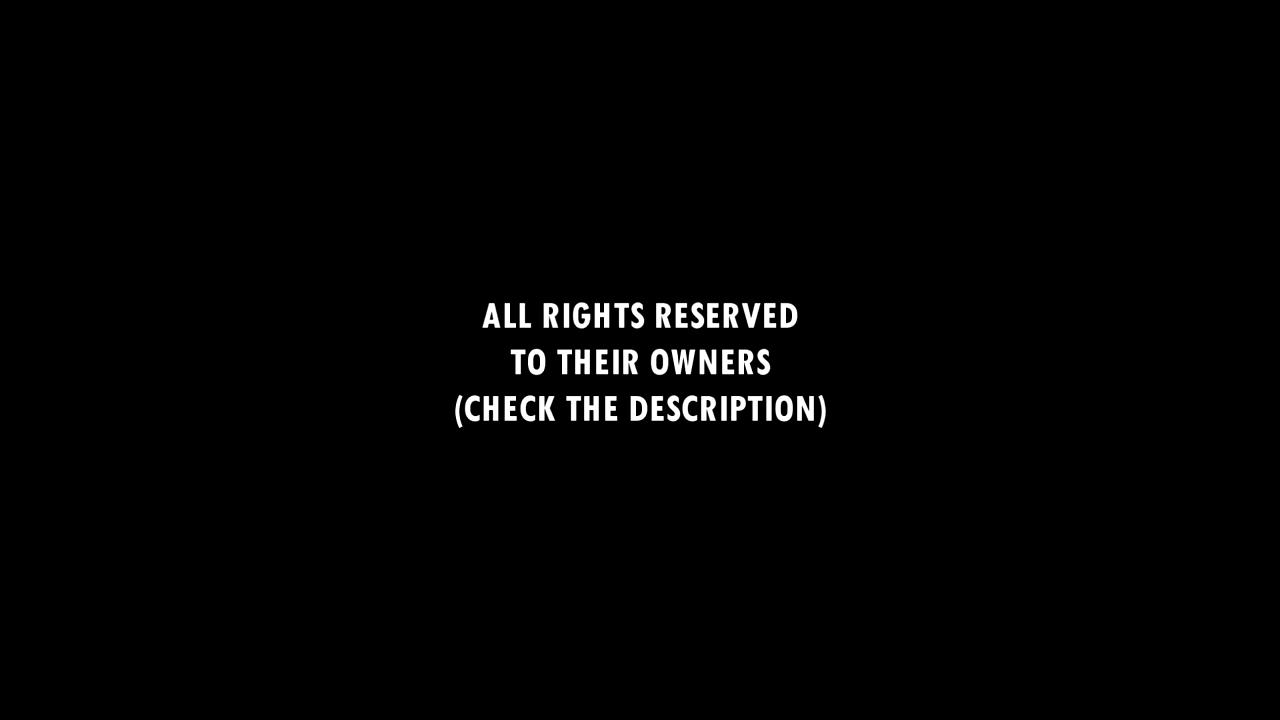 ALL RIGHTS RESERVED
TO THEIR OWNERS
(CHECK THE DESCRIPTION)